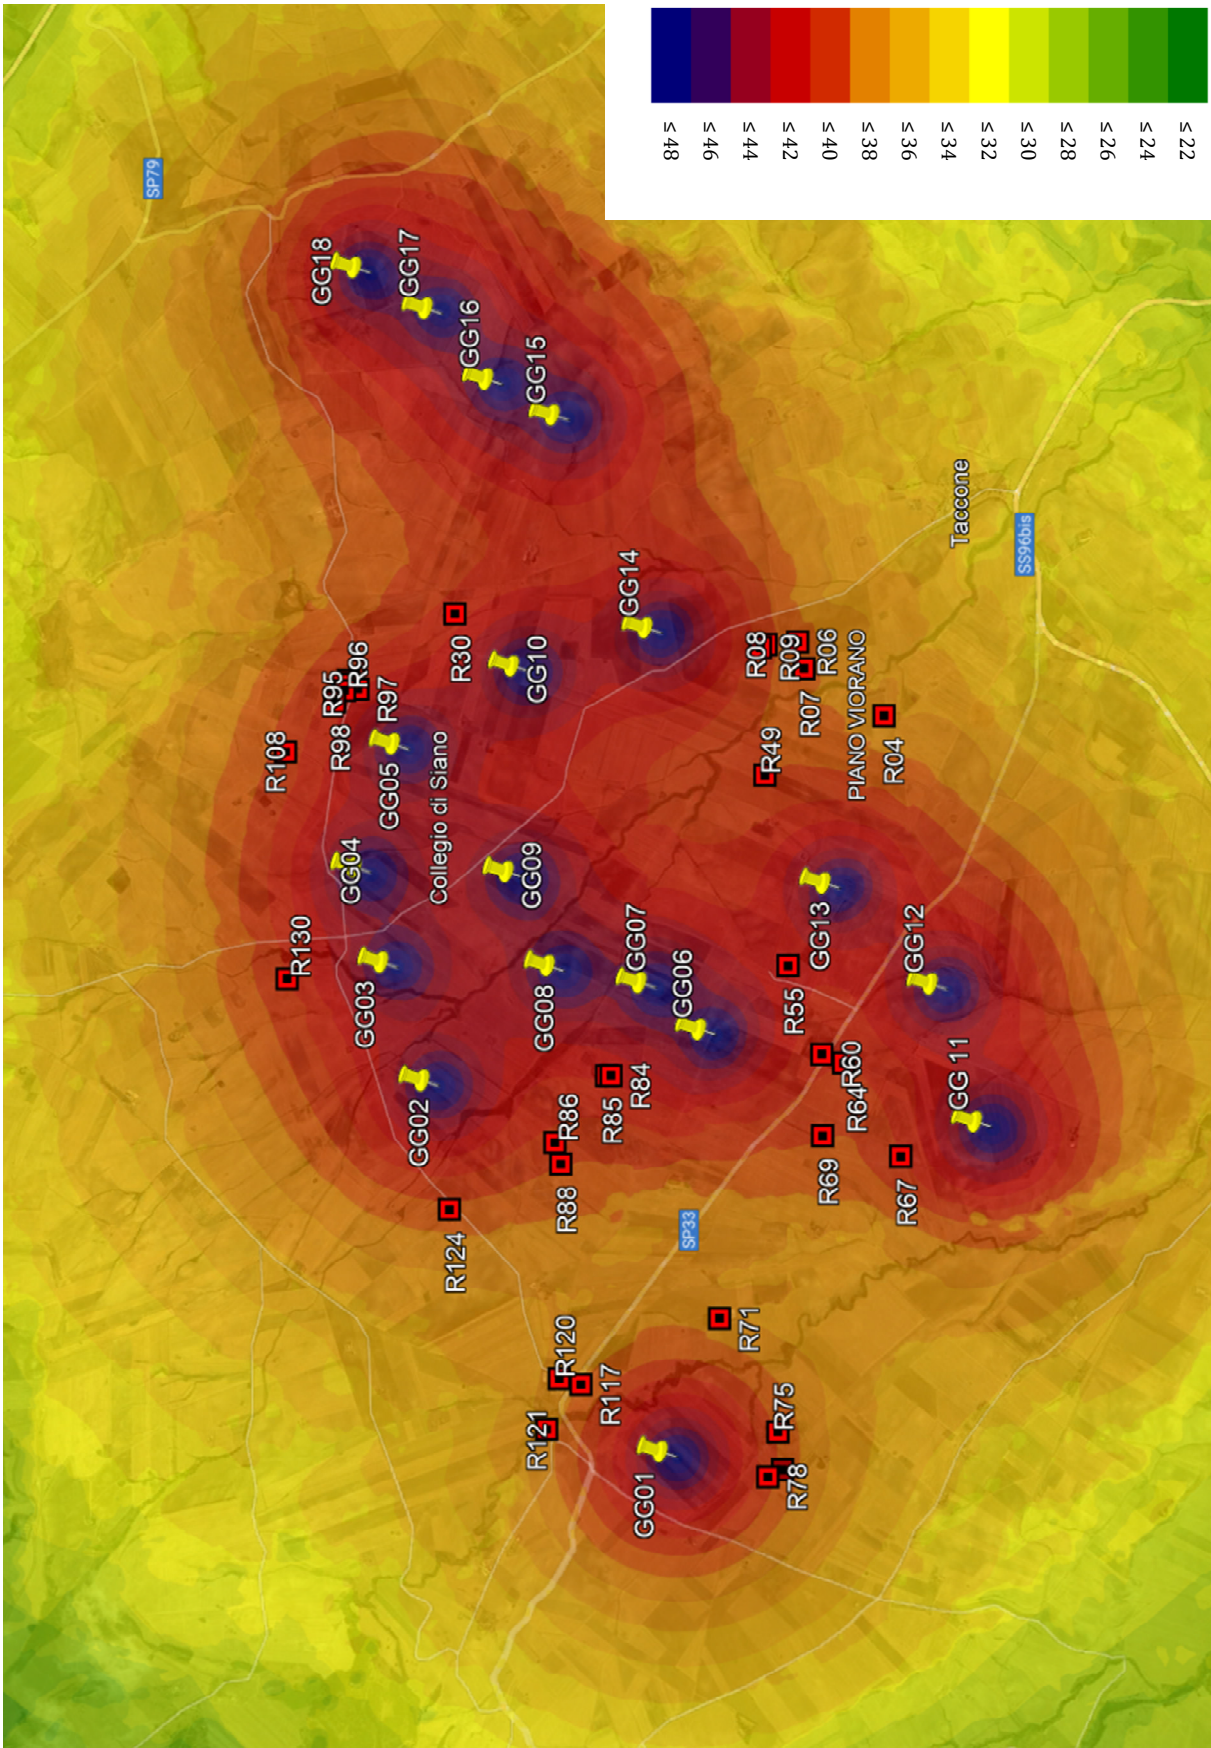 ≤ 48
≤ 46
≤ 44
≤ 42
≤ 40
≤ 38
≤ 36
≤ 34
≤ 32
≤ 30
≤ 28
≤ 26
≤ 24
≤ 22
SP79
GG18
GG17
GG16
GG15
Taccone
SS96bis
GG14
R30
GG10
R08
R09
R06
R07
PIANO VIORANO
R04
R49
R96
R95
R97
R98
R108
GG05
Collegio di Siano
GG04
GG09
GG13
R130
GG03
GG08
GG07
GG06
R55
GG12
GG02
R84
R85
R86
R88
R60
R64
GG 11
R69
R67
R124
SP33
R71
R120
R117
R121
R75
R78
GG01